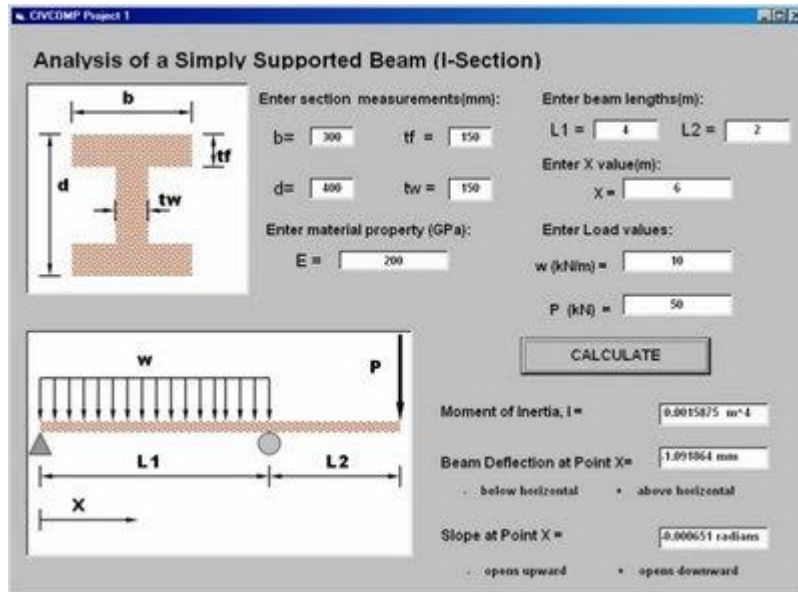 CIVCOMP Project 1
Analysis of a Simply Supported Beam (I-Section)
b
tf
d
tw
Enter section measurements(mm):
b= 300 tf = 150
d= 400 tw = 150
Enter material property (GPa):
E = 200
Enter beam lengths(m):
L1 = 4 L2 = 2
Enter X value(m):
X = 6
Enter Load values:
w (kN/m) = 10
P (kN) = 50
CALCULATE
w
P
L1 L2
X
Moment of Inertia, I = 0.0015875 m^4
Beam Deflection at Point X= -1.091864 mm
- below horizontal + above horizontal
Slope at Point X = -0.000651 radians
- opens upward + opens downward